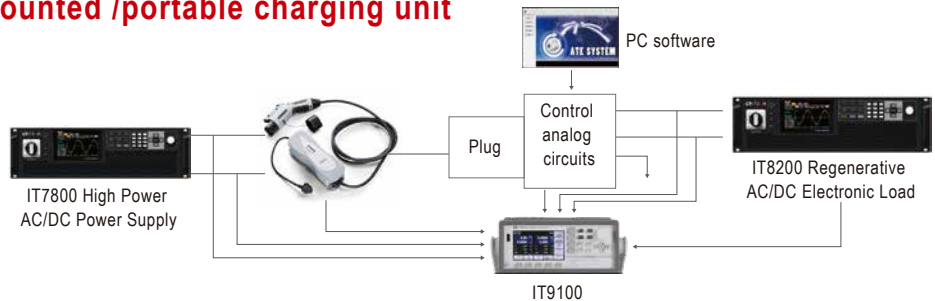 ounted /portable charging unit
ATE SYSTEM
PC software
Control
analog
circuits
Plug
IT7800 High Power
AC/DC Power Supply
IT8200 Regenerative
AC/DC Electronic Load
IT9100